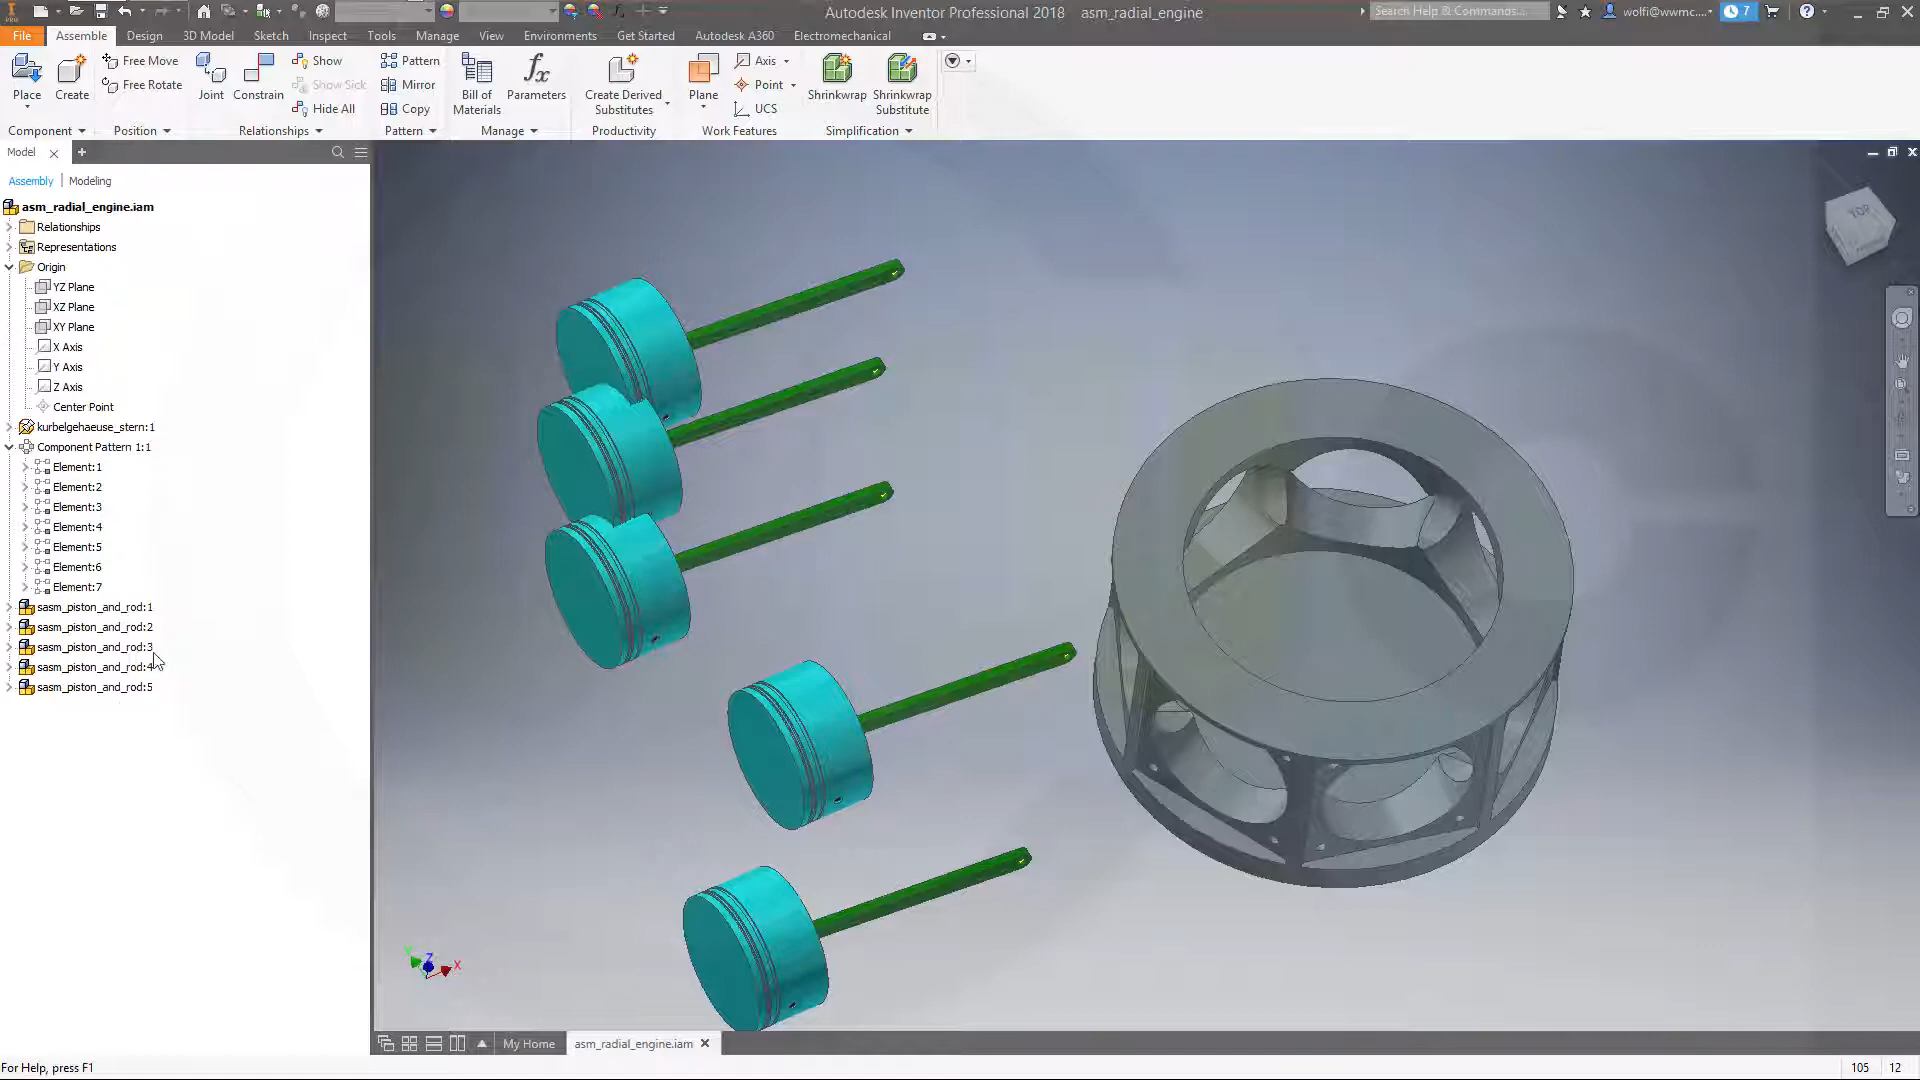 Autodesk Inventor Professional 2018 asm_radial_engine
Search Help & Commands...
wolfi@wwmc....
7
File Assemble Design 3D Model Sketch Inspect Tools Manage View Environments Get Started Autodesk A360 Electromechanical
Place
Create
Free Move
Free Rotate
Joint
Constrain
Show
Show Sick
Hide All
Pattern
Mirror
Copy
Bill of
Materials
fx
Parameters
Create Derived
Substitutes
Plane
Axis
Point
UCS
Shrinkwrap
Shrinkwrap
Substitute
Component Position Relationships Pattern Manage Productivity Work Features Simplification
Model
Assembly | Modeling
asm_radial_engine.iam
Relationships
Representations
Origin
YZ Plane
XZ Plane
XY Plane
X Axis
Y Axis
Z Axis
Center Point
kurbelgehaeuse_stern:1
Component Pattern 1:1
Element:1
Element:2
Element:3
Element:4
Element:5
Element:6
Element:7
sasm_piston_and_rod:1
sasm_piston_and_rod:2
sasm_piston_and_rod:3
sasm_piston_and_rod:4
sasm_piston_and_rod:5
TOP
Y
Z
X
My Home
asm_radial_engine.iam
For Help, press F1
105 12